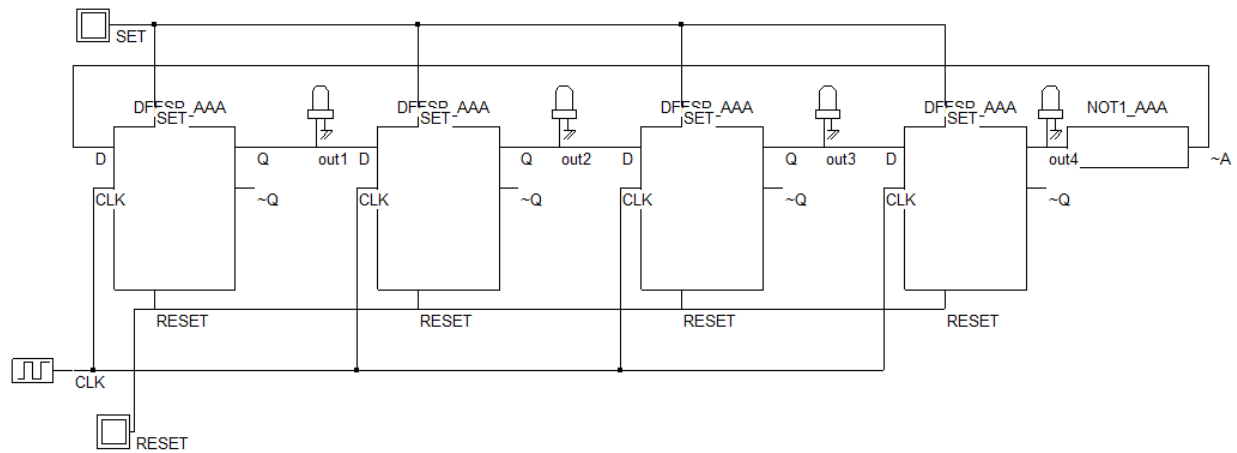 SET
DFFSR_AAA
SET
DFFSR_AAA
SET
DFFSR_AAA
SET
DFFSR_AAA
SET
NOT1_AAA
D
Q
out1
D
Q
out2
D
Q
out3
D
out4
~A
CLK
~Q
CLK
~Q
CLK
~Q
CLK
~Q
RESET
RESET
RESET
RESET
CLK
RESET